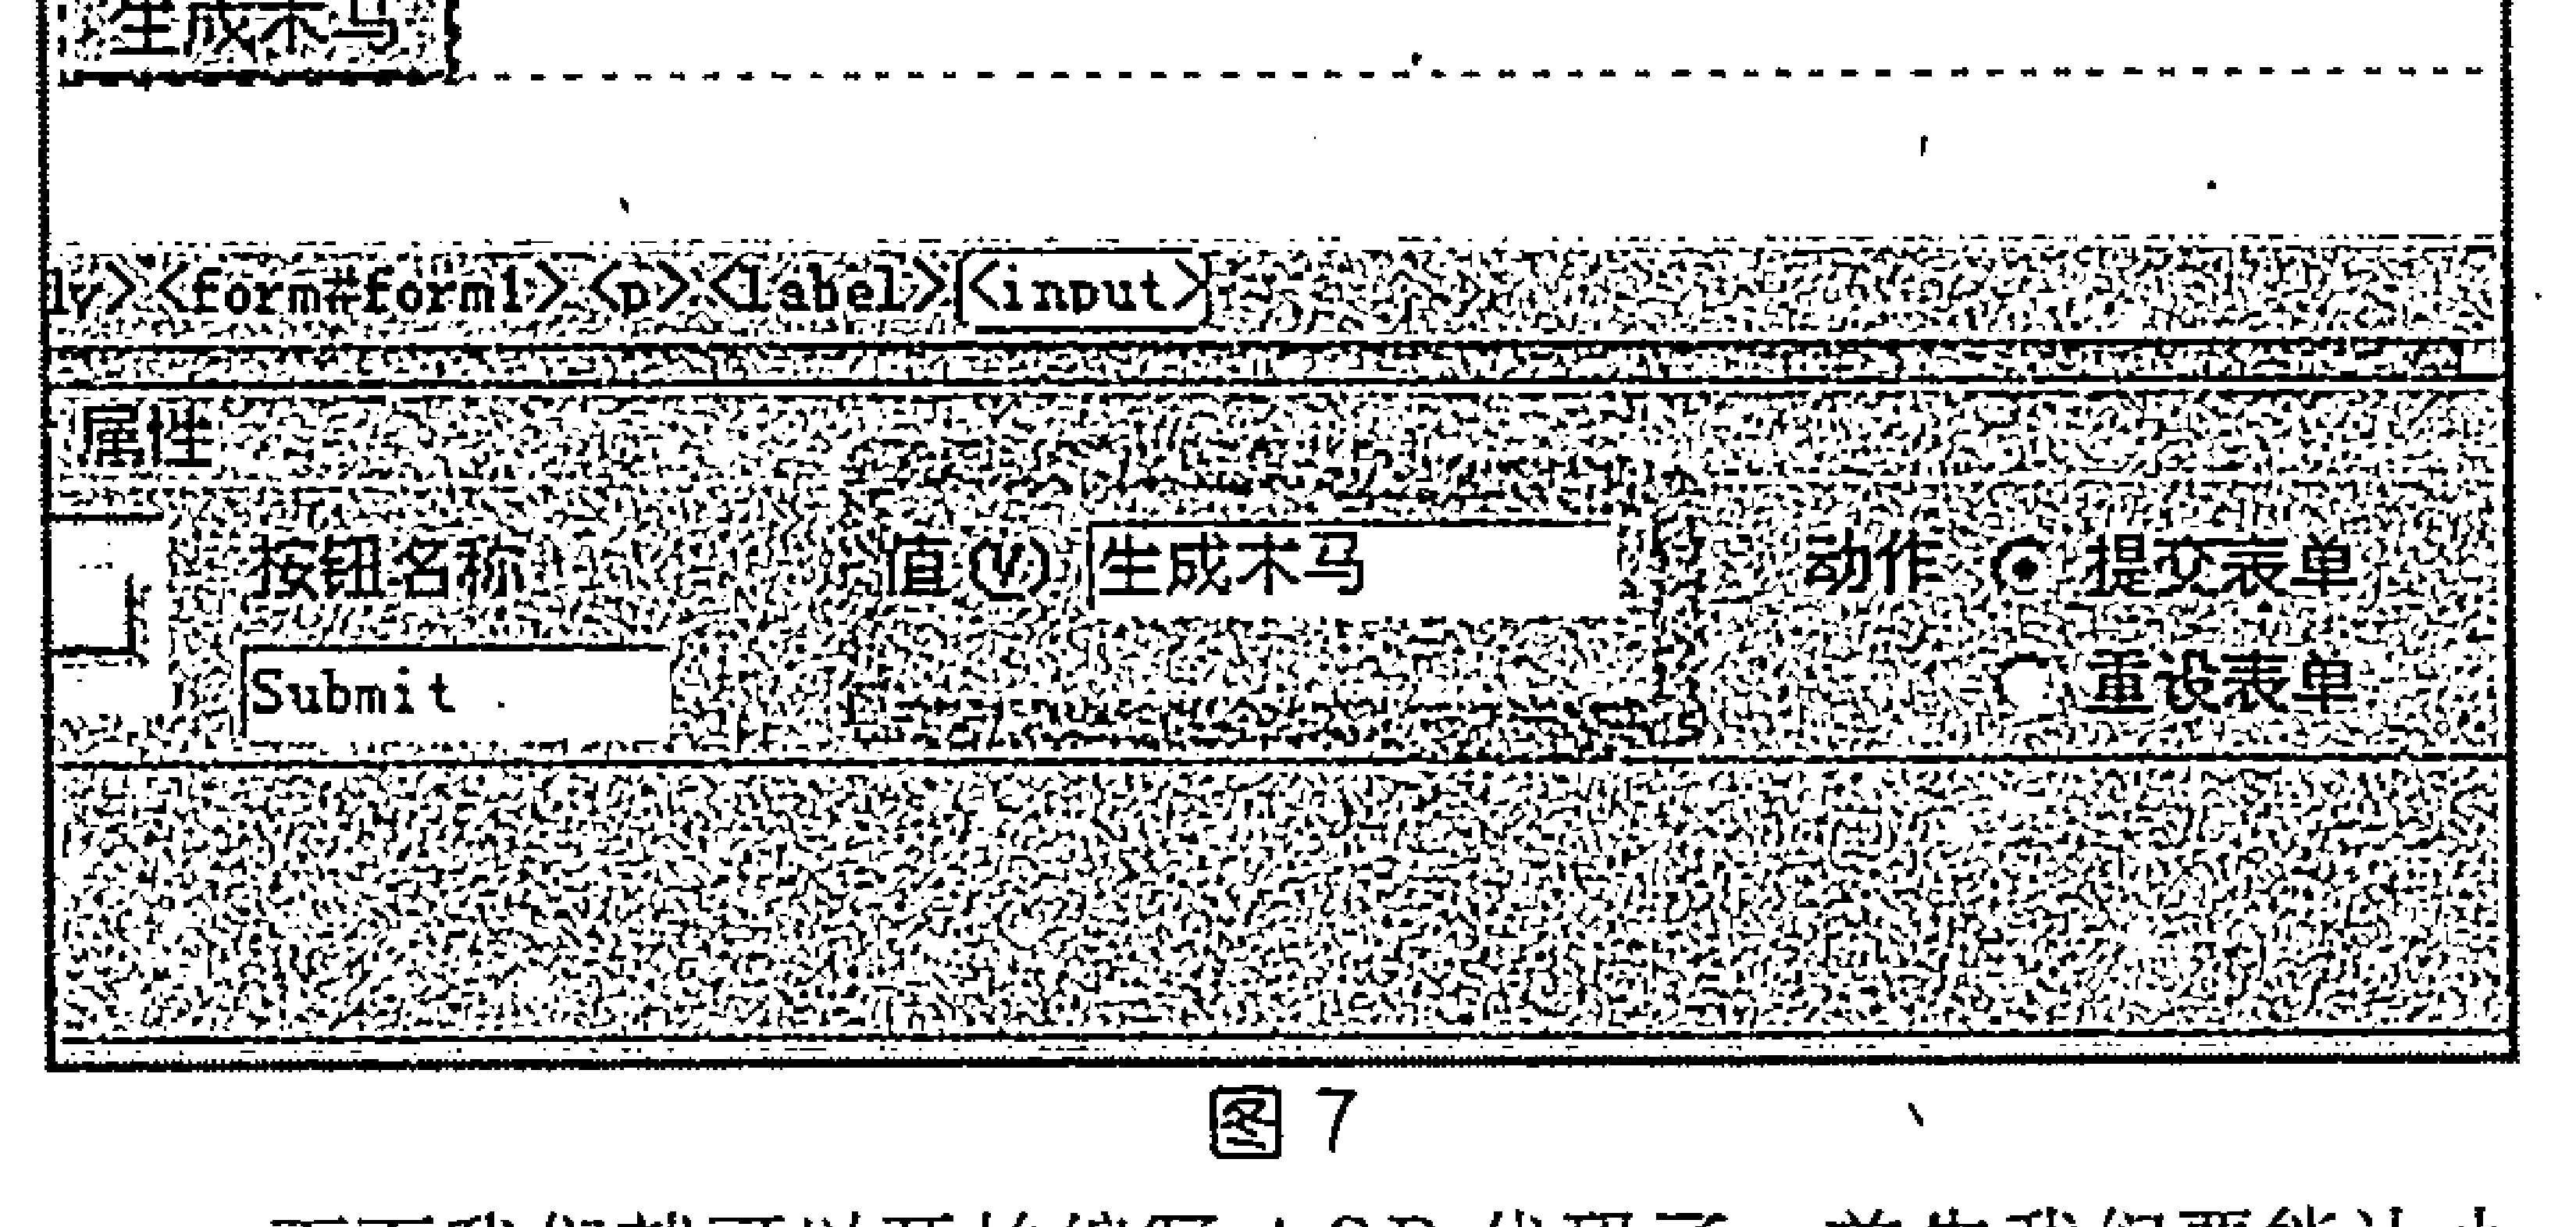 生成木马
<form#form1><p><label><input>
属性
按钮名称 值(V) 生成木马 动作 提交表单
Submit 重设表单
图 7